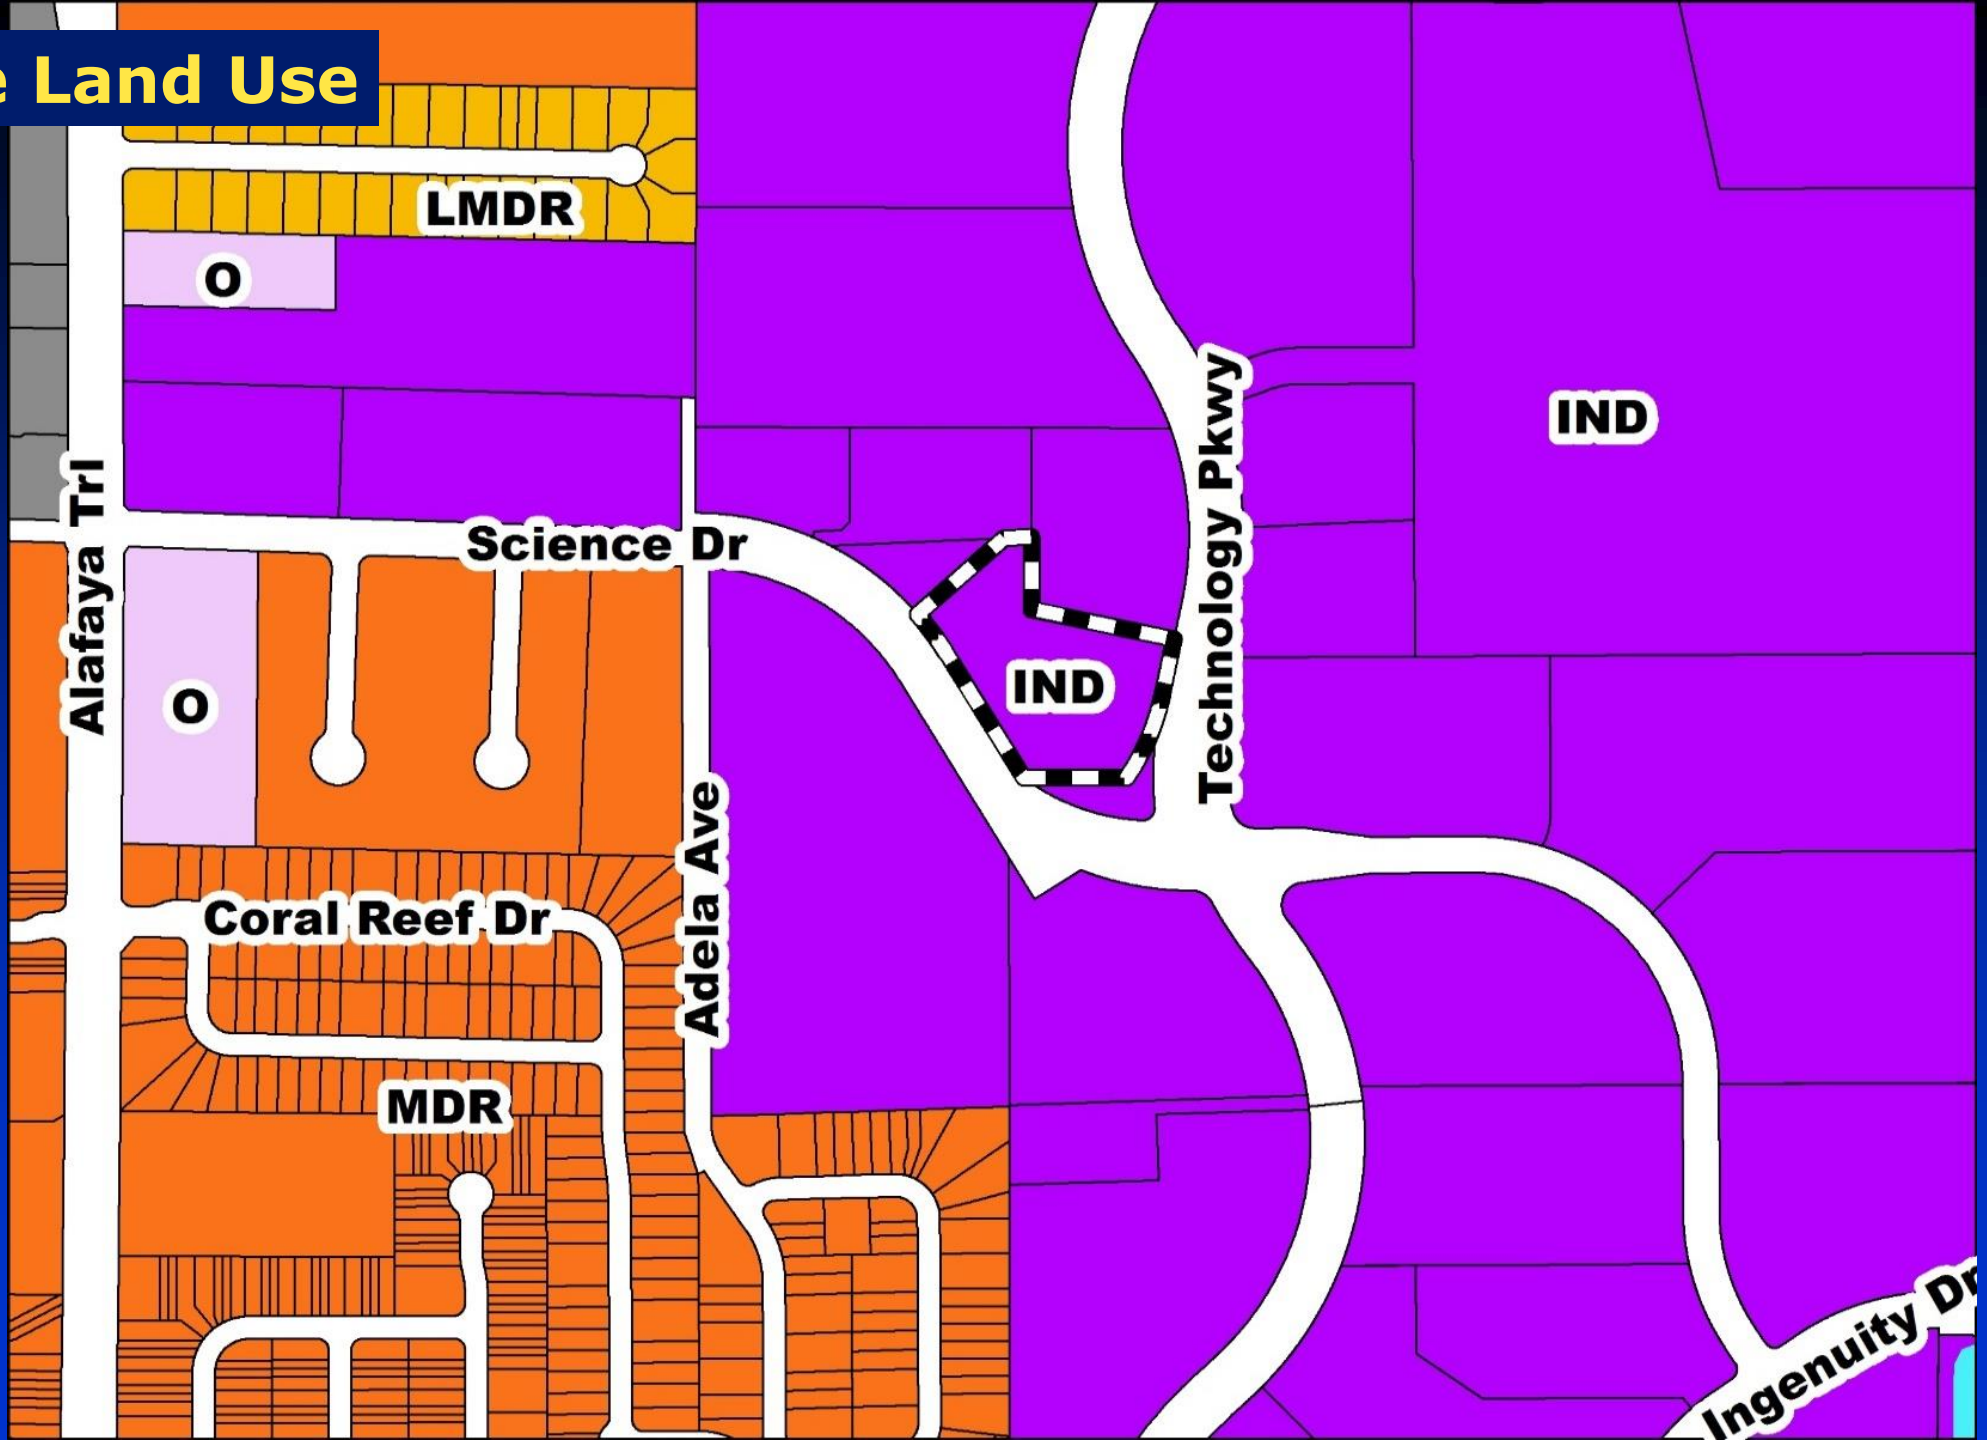 e Land Use
LMDR
O
IND
Technology Pkwy
Alafaya Trl
Science Dr
IND
O
Adela Ave
Coral Reef Dr
MDR
Ingenuity Dr